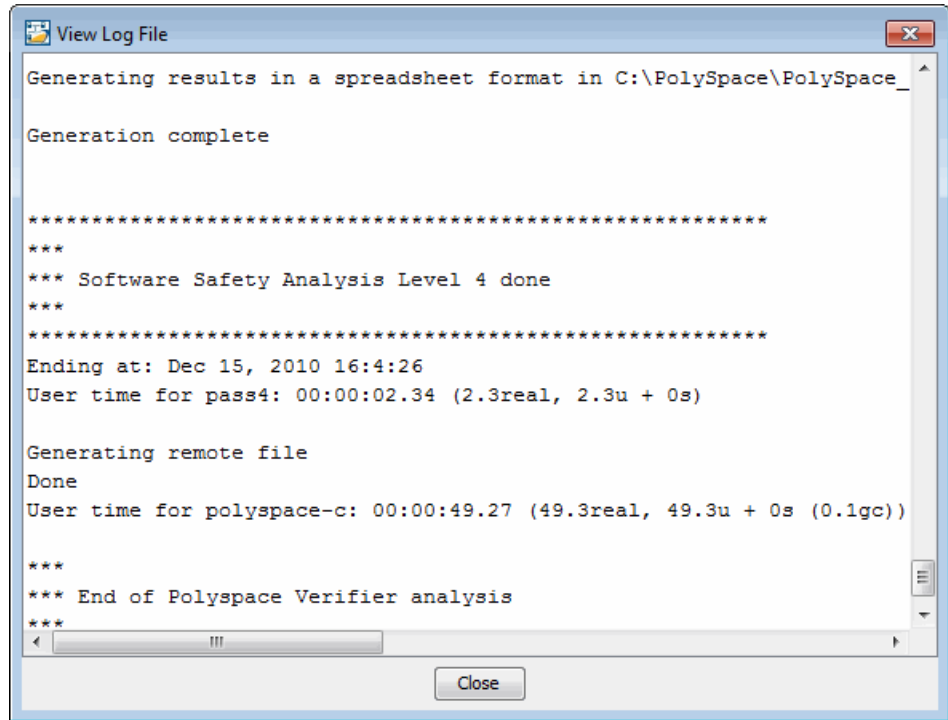 View Log File
Generating results in a spreadsheet format in C:\PolySpace\PolySpace_
Generation complete
**********************************************************
***
*** Software Safety Analysis Level 4 done
***
**********************************************************
Ending at: Dec 15, 2010 16:4:26
User time for pass4: 00:00:02.34 (2.3real, 2.3u + 0s)
Generating remote file
Done
User time for polyspace-c: 00:00:49.27 (49.3real, 49.3u + 0s (0.1gc))
***
*** End of Polyspace Verifier analysis
***
Close